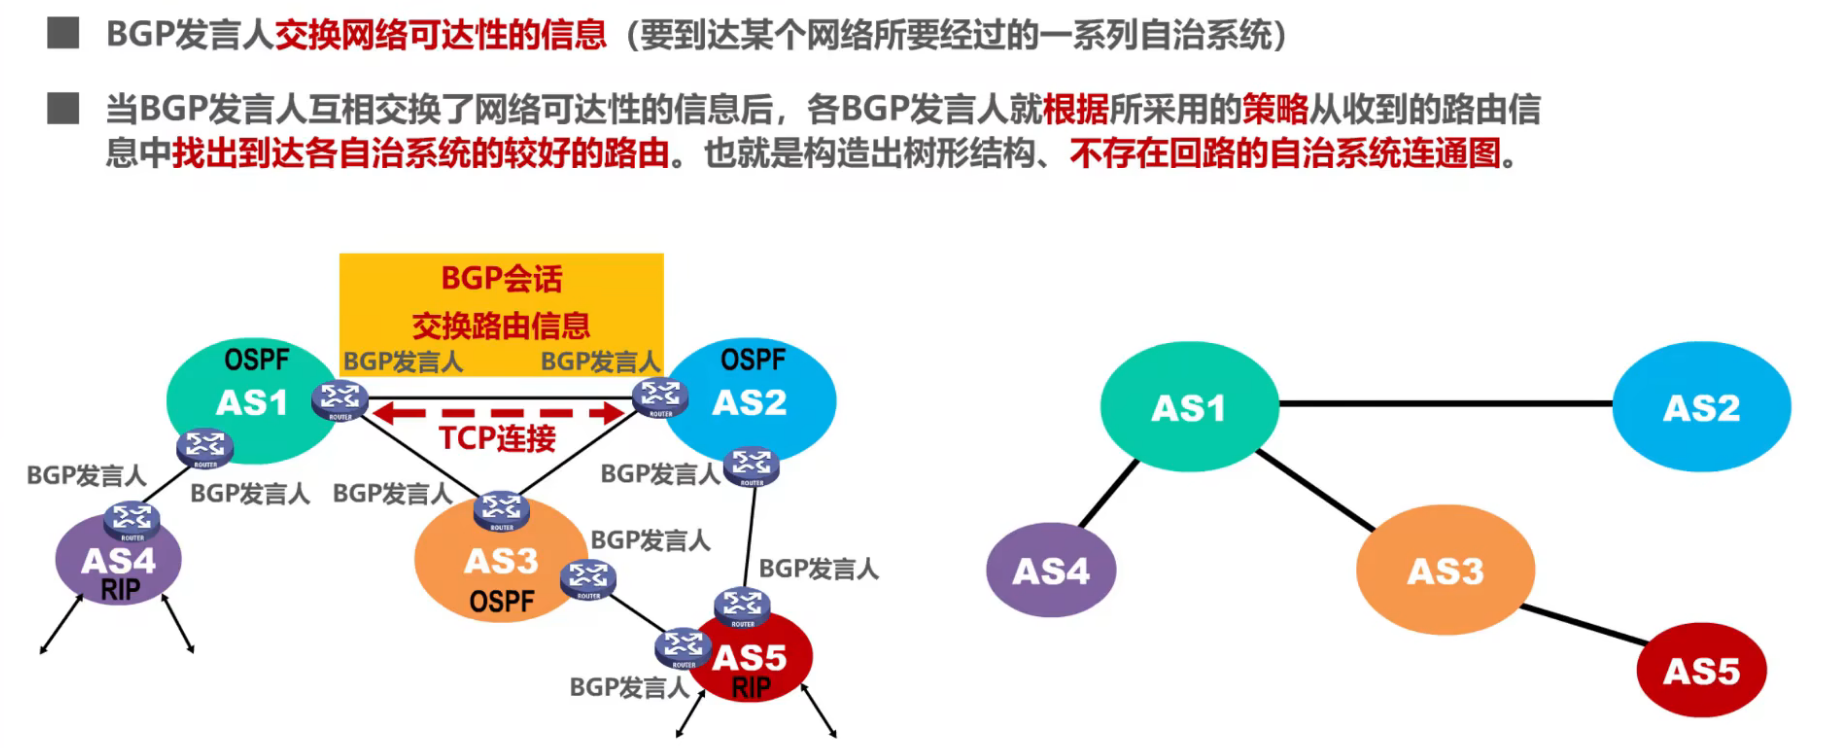 BGP发言人交换网络可达性的信息（要到达某个网络所要经过的一系列自治系统）
当BGP发言人互相交换了网络可达性的信息后，各BGP发言人就根据所采用的策略从收到的路由信
息中找出到达各自治系统的较好的路由。也就是构造出树形结构、不存在回路的自治系统连通图。
BGP会话
交换路由信息
BGP发言人
BGP发言人
OSPF
AS1
ROUTER
ROUTER
OSPF
AS2
TCP连接
ROUTER
BGP发言人
BGP发言人
BGP发言人
BGP发言人
ROUTER
ROUTER
ROUTER
AS4
RIP
AS3
OSPF
BGP发言人
ROUTER
BGP发言人
ROUTER
ROUTER
AS5
RIP
BGP发言人
AS1
AS2
AS4
AS3
AS5